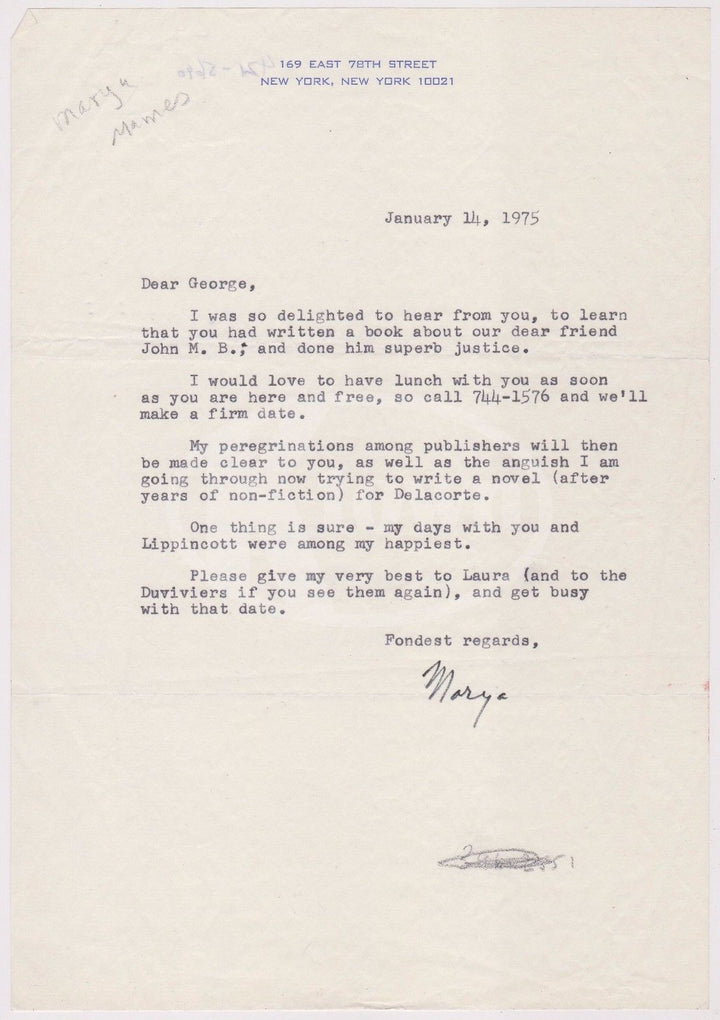 169 EAST 78TH STREET
NEW YORK, NEW YORK 10021
Marya
Mannes
January 14, 1975
Dear George,
I was so delighted to hear from you, to learn
that you had written a book about our dear friend
John M. B.; and done him superb justice.
I would love to have lunch with you as soon
as you are here and free, so call 744-1576 and we'll
make a firm date.
My peregrinations among publishers will then
be made clear to you, as well as the anguish I am
going through now trying to write a novel (after
years of non-fiction) for Delacorte.
One thing is sure - my days with you and
Lippincott were among my happiest.
Please give my very best to Laura (and to the
Duviviers if you see them again), and get busy
with that date.
Fondest regards,
Marya